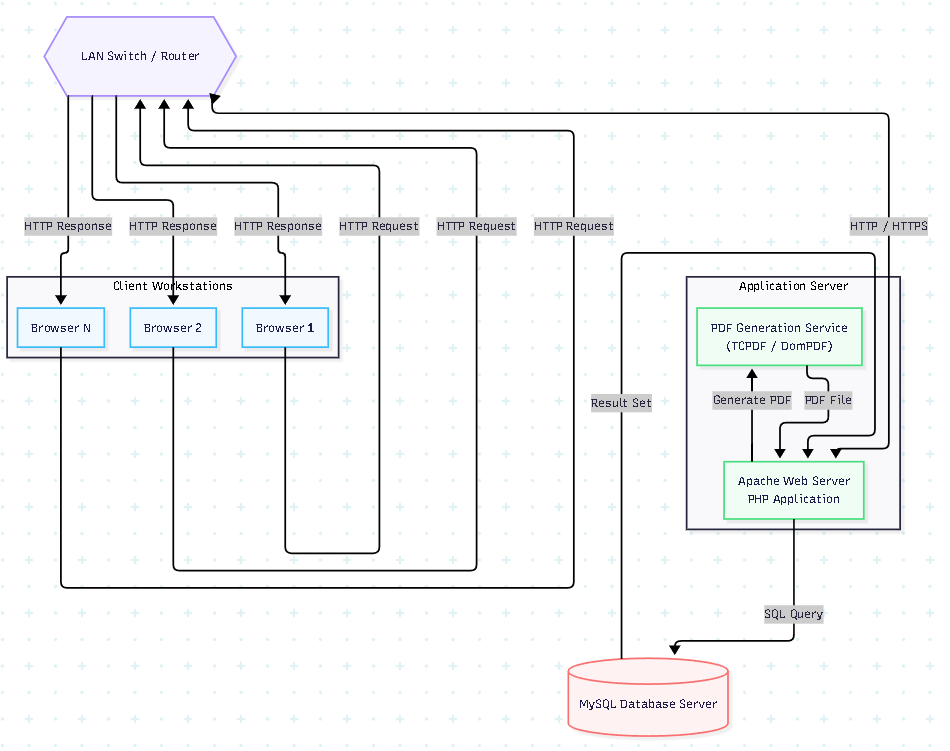 LAN Switch / Router
HTTP Response
HTTP Response
HTTP Response
HTTP Request
HTTP Request
HTTP Request
HTTP / HTTPS
Client Workstations
Browser N
Browser 2
Browser 1
Application Server
PDF Generation Service
(TCPDF / DomPDF)
Result Set
Generate PDF
PDF File
Apache Web Server
PHP Application
SQL Query
MySQL Database Server